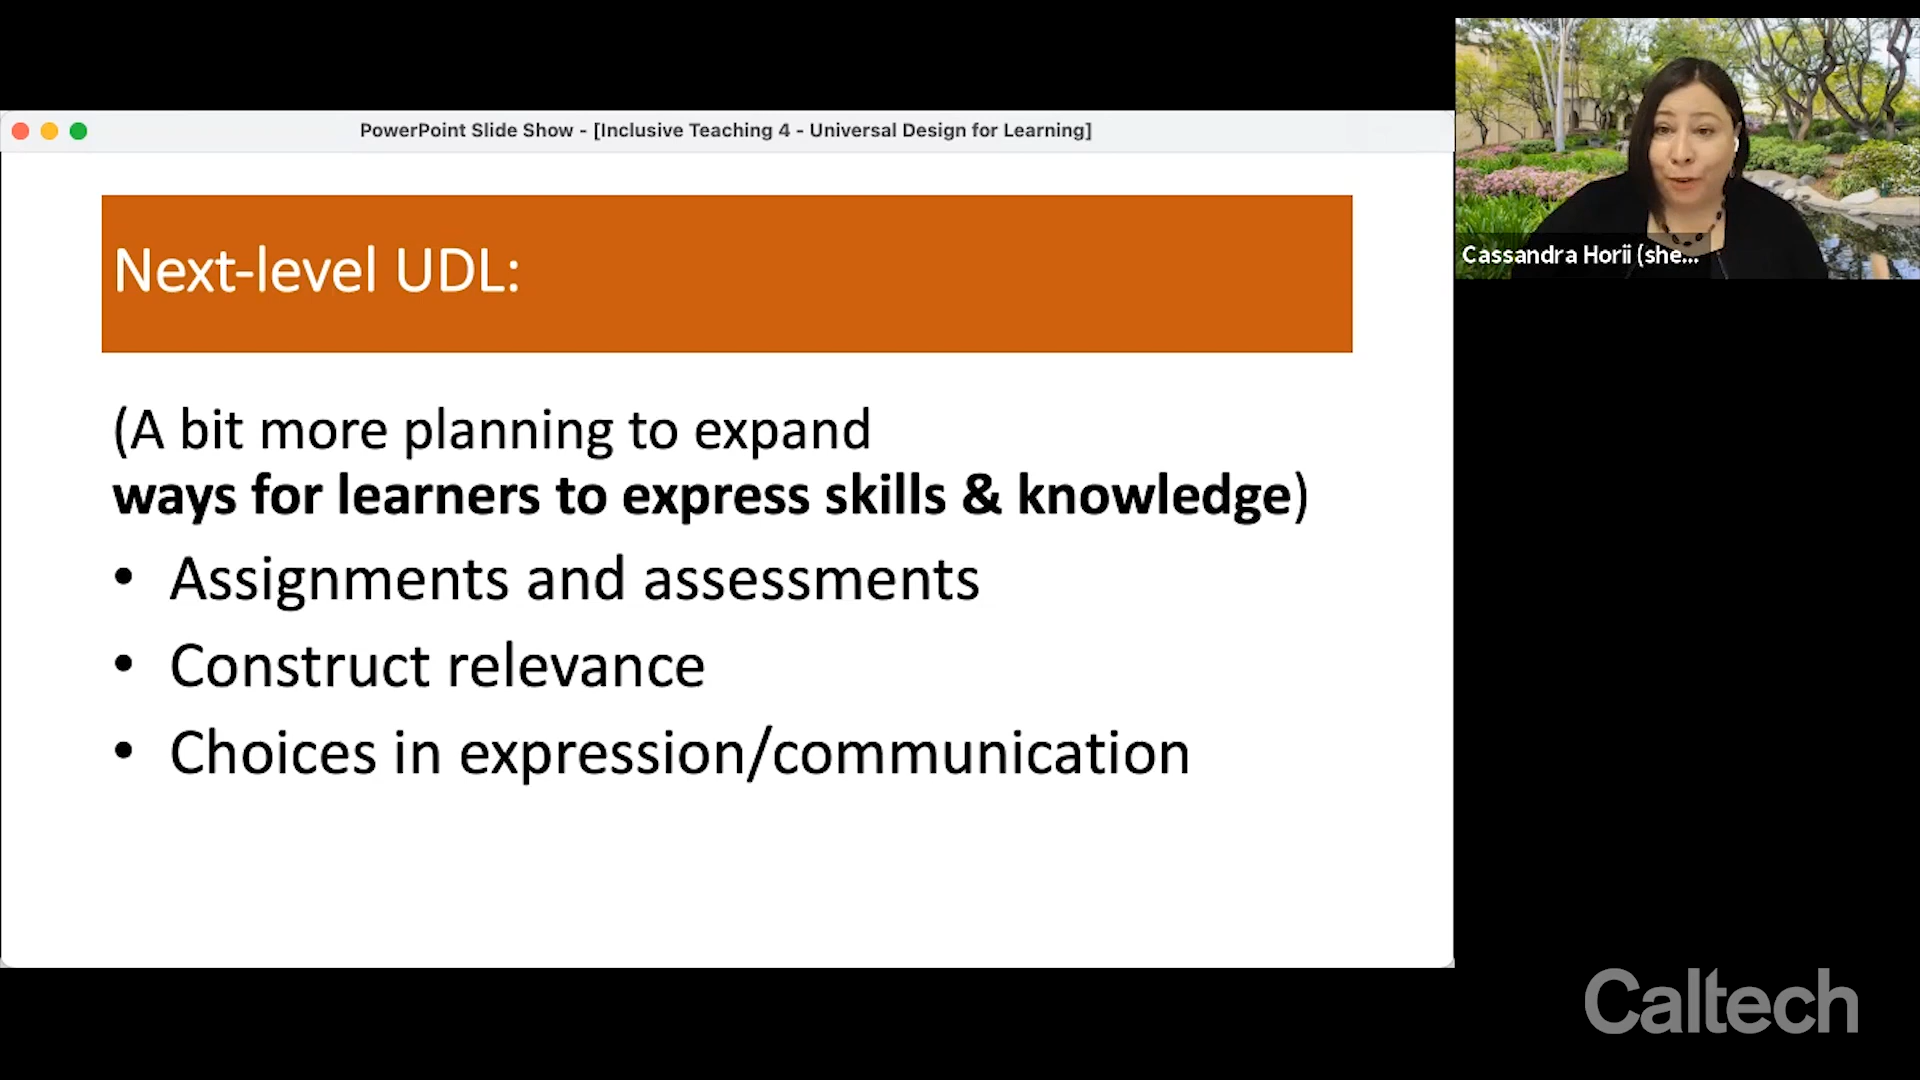 PowerPoint Slide Show - [Inclusive Teaching 4 - Universal Design for Learning]
Next-level UDL:
(A bit more planning to expand
ways for learners to express skills & knowledge)
• Assignments and assessments
• Construct relevance
• Choices in expression/communication
Cassandra Horii (she...
Caltech